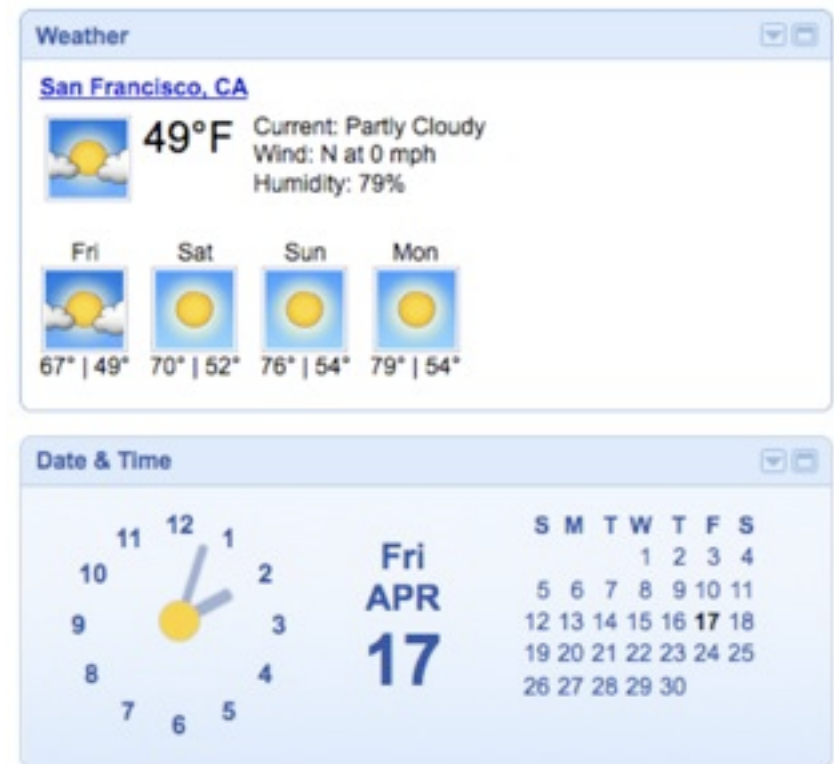 Weather
San Francisco, CA
49°F
Current: Partly Cloudy
Wind: N at 0 mph
Humidity: 79%
Fri Sat Sun Mon
67° | 49° 70° | 52° 76° | 54° 79° | 54°
Date & Time
12
11 1
10 2
9 3
8 4
7 5
6
Fri
APR
17
S M T W T F S
1 2 3 4
5 6 7 8 9 10 11
12 13 14 15 16 17 18
19 20 21 22 23 24 25
26 27 28 29 30